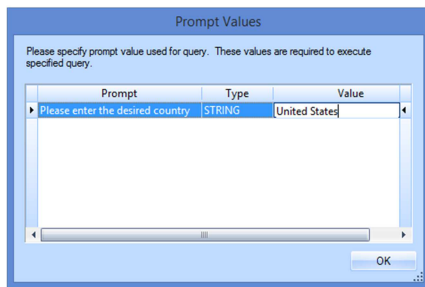 Prompt Values
Please specify prompt value used for query. These values are required to execute
specified query.
Prompt Type Value
Please enter the desired country STRING United States
OK